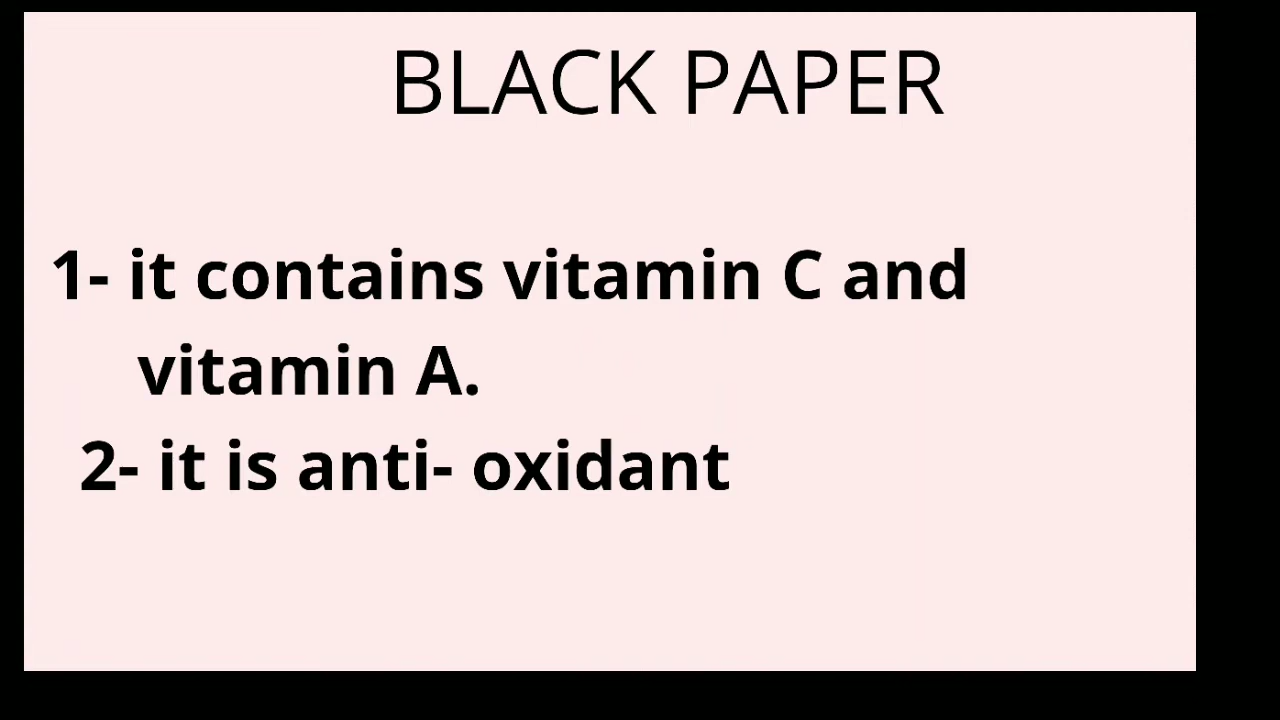 BLACK PAPER
1- it contains vitamin C and
vitamin A.
2- it is anti- oxidant